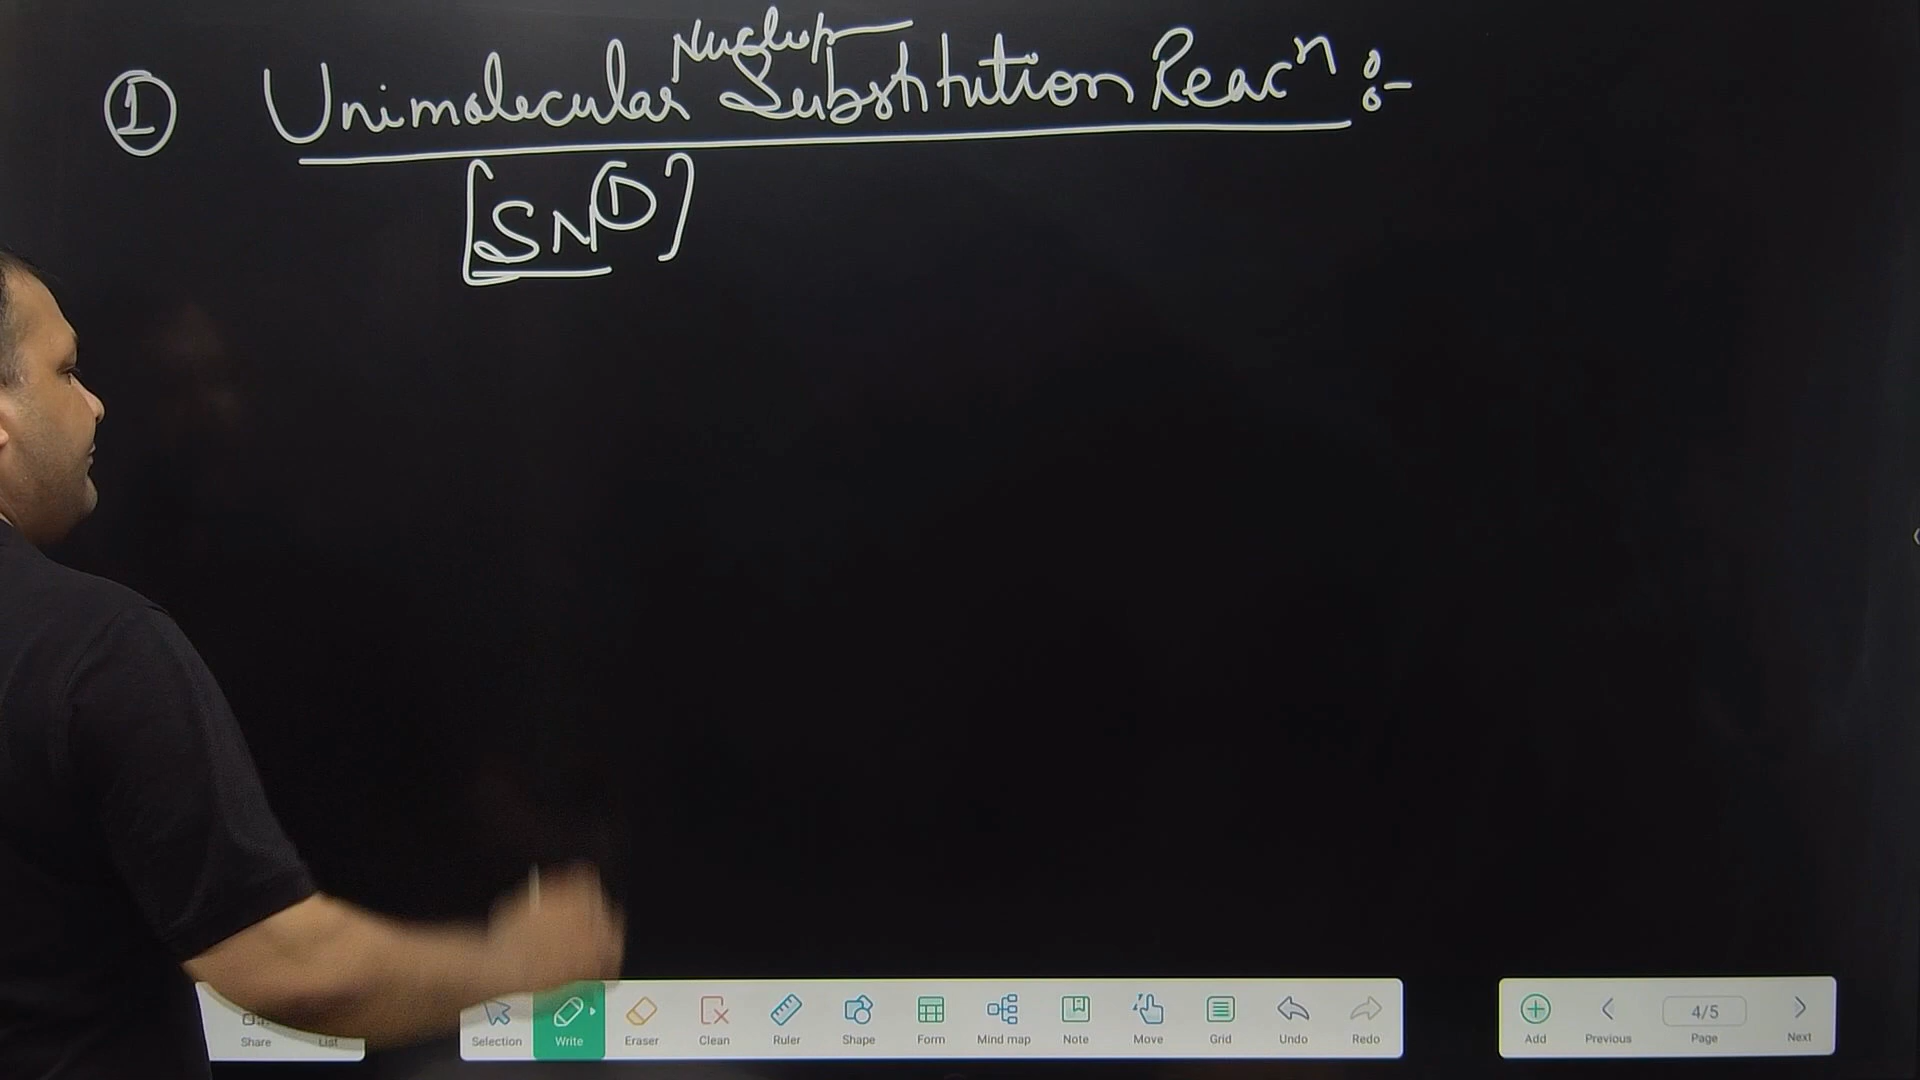 ① Unimolecular Nucleop Substitution Reacⁿ :-
[SN①]
Share
List
Selection
Write
Eraser
Clean
Ruler
Shape
Form
Mind map
Note
Move
Grid
Undo
Redo
Add
Previous
4/5
Page
Next